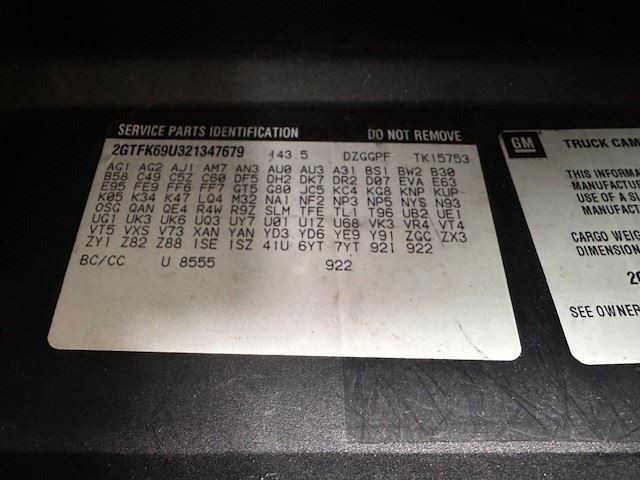 SERVICE PARTS IDENTIFICATION DO NOT REMOVE
2GTFK69U321347679 143.5 DZGGPF TK15753
AG1 AG2 AJ1 AM7 AN3 AU0 AU3 A31 BS1 BW2 B30
B58 C49 C5Z C60 DF5 DH2 DK7 DR2 D07 EVA E63
E95 FE9 FF6 FF7 GT5 G80 JC5 KC4 KG8 KNP KUP
K05 K34 K47 LQ4 M32 NA1 NF2 NP3 NP5 NYS N93
OSG QAN QE4 R4W R9Z SLM TFE TL1 T96 UB2 UE1
UG1 UK3 UK6 UQ3 UY7 U01 U1Z U68 VK3 VR4 VT4
VT5 VXS V73 XAN YAN YD3 YD6 YE9 Y91 ZGC ZX3
ZY1 Z82 Z88 1SE 1SZ 41U 6YT 7YT 921 922
BC/CC U 8555 922
GM TRUCK CAM
THIS INFORMA
MANUFACTUR
USE OF A SL
MANUFACT
CARGO WEIG
DIMENSION
2G
SEE OWNER